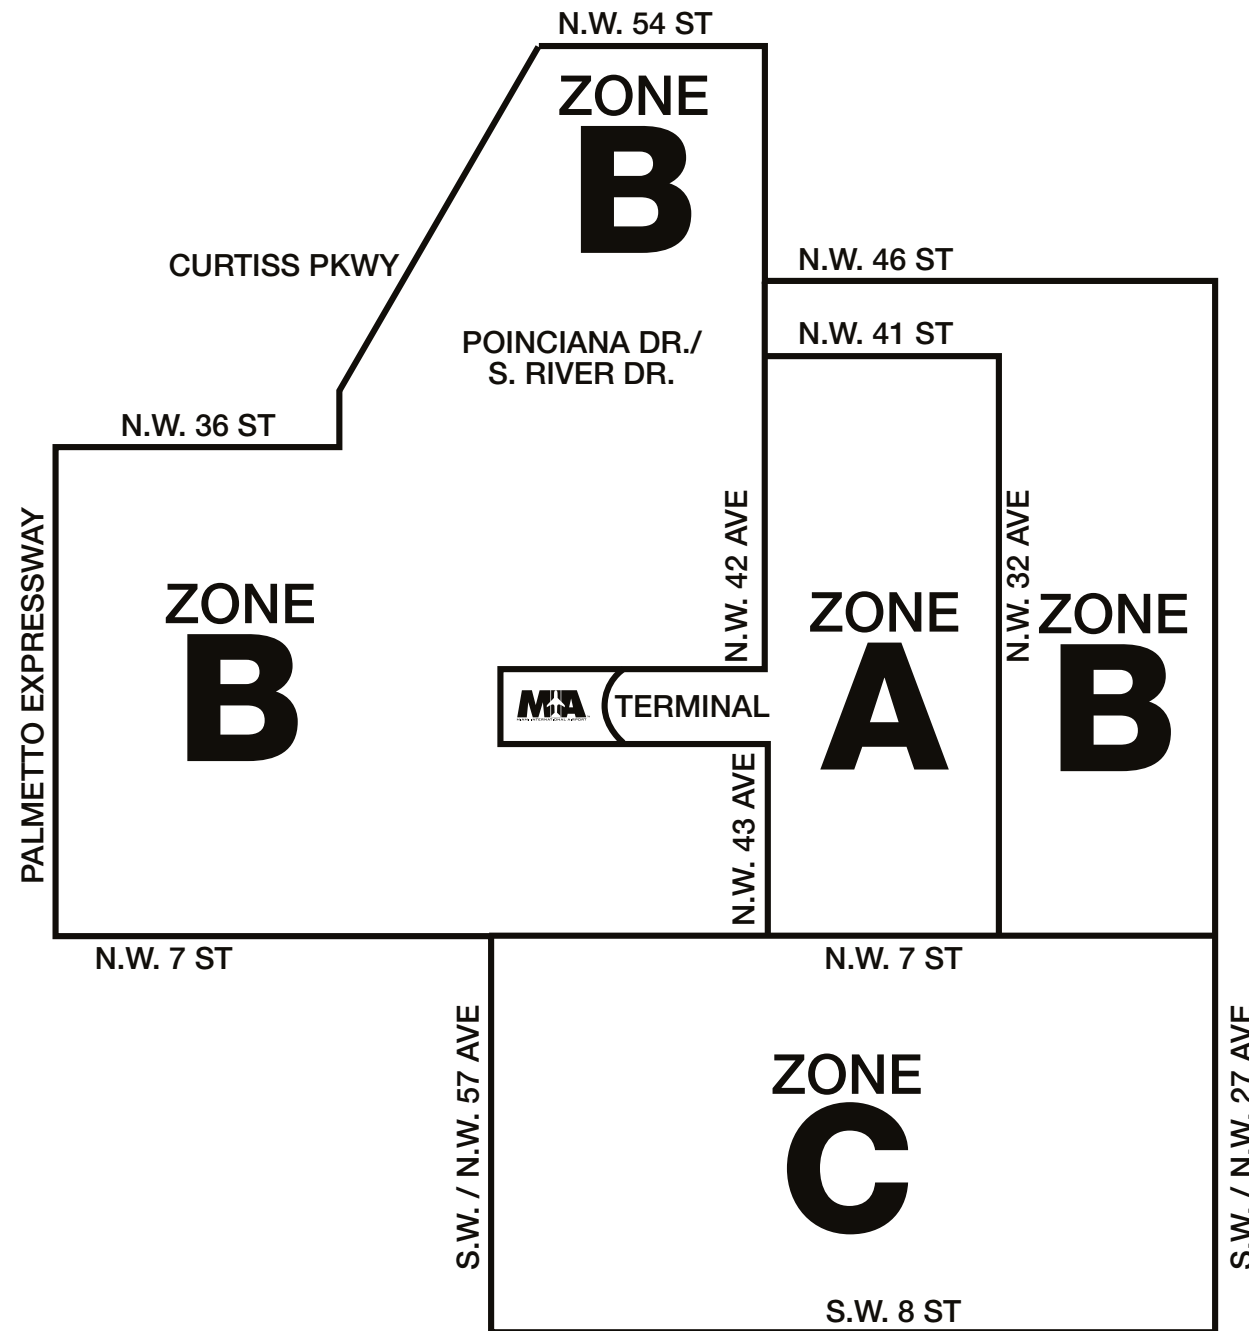 N.W. 54 ST
ZONE
B
CURTISS PKWY
N.W. 46 ST
N.W. 41 ST
POINCIANA DR./
S. RIVER DR.
N.W. 36 ST
PALMETTO EXPRESSWAY
ZONE
B
N.W. 42 AVE
ZONE
A
N.W. 32 AVE
ZONE
B
MIA
TERMINAL
N.W. 43 AVE
N.W. 7 ST
N.W. 7 ST
S.W. / N.W. 57 AVE
ZONE
C
S.W. / N.W. 27 AVE
S.W. 8 ST